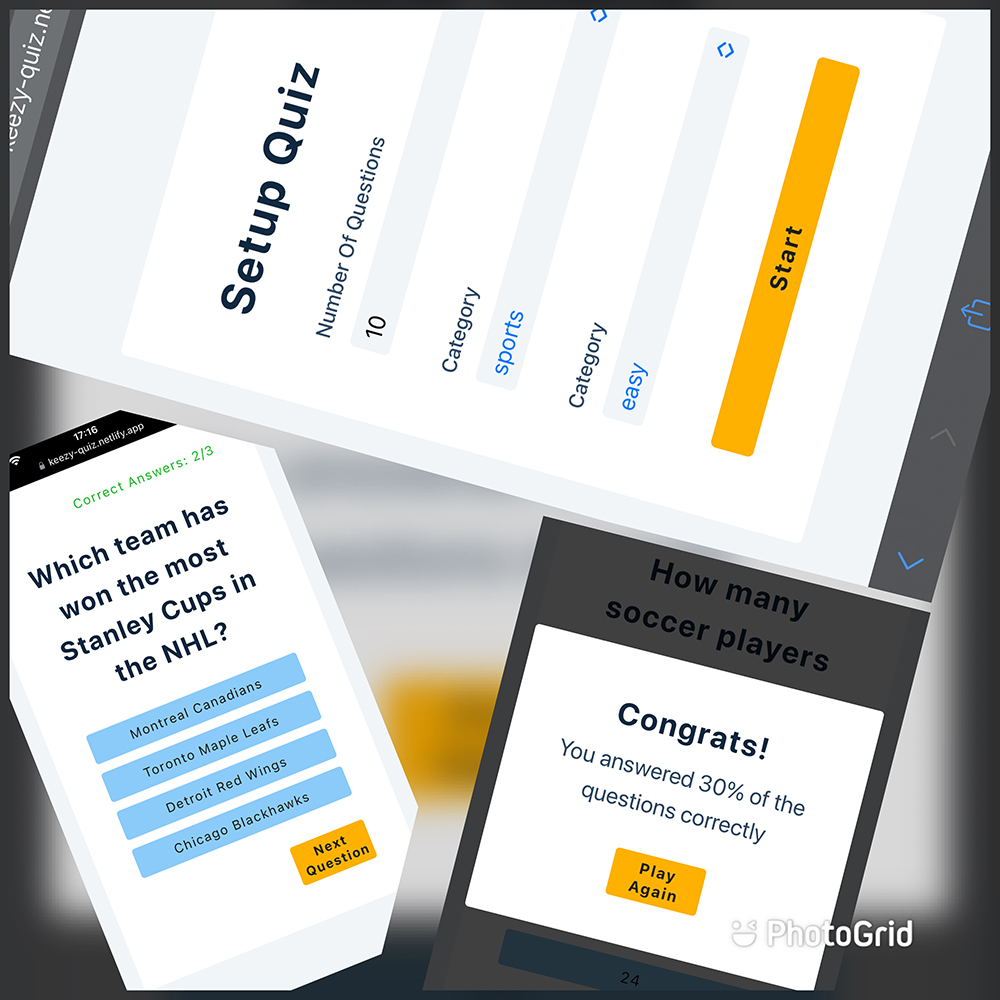 keezy-quiz.ne
Setup Quiz
Number Of Questions
10
Category
sports
Category
easy
Start
17:16
keezy-quiz.netlify.app
Correct Answers: 2/3
Which team has
won the most
Stanley Cups in
the NHL?
Montreal Canadians
Toronto Maple Leafs
Detroit Red Wings
Chicago Blackhawks
Next
Question
How many
soccer players
Congrats!
You answered 30% of the
questions correctly
Play
Again
24
PhotoGrid